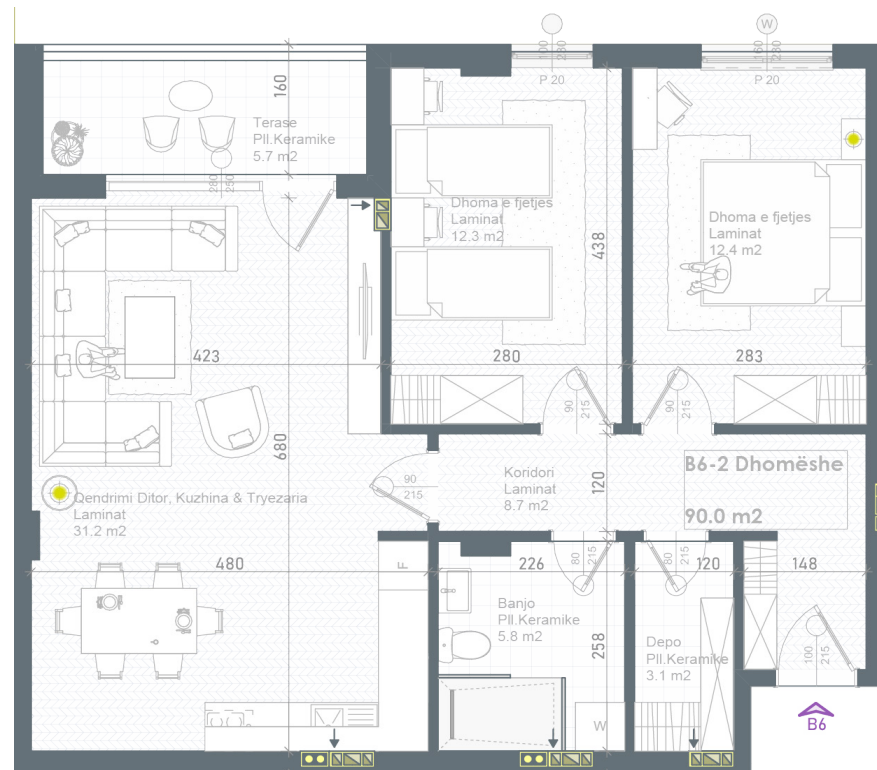 100
230
W
160
230
160
P 20
P 20
Terase
Pll.Keramike
5.7 m2
280
250
Dhoma e fjetjes
Laminat
12.3 m2
438
Dhoma e fjetjes
Laminat
12.4 m2
423
280
283
90
215
90
215
680
90
215
Koridori
Laminat
8.7 m2
120
B6-2 Dhomëshe
90.0 m2
Qendrimi Ditor, Kuzhina & Tryezaria
Laminat
31.2 m2
480
F
226
80
215
80
215
120
148
Banjo
Pll.Keramike
5.8 m2
258
Depo
Pll.Keramike
3.1 m2
100
215
W
B6